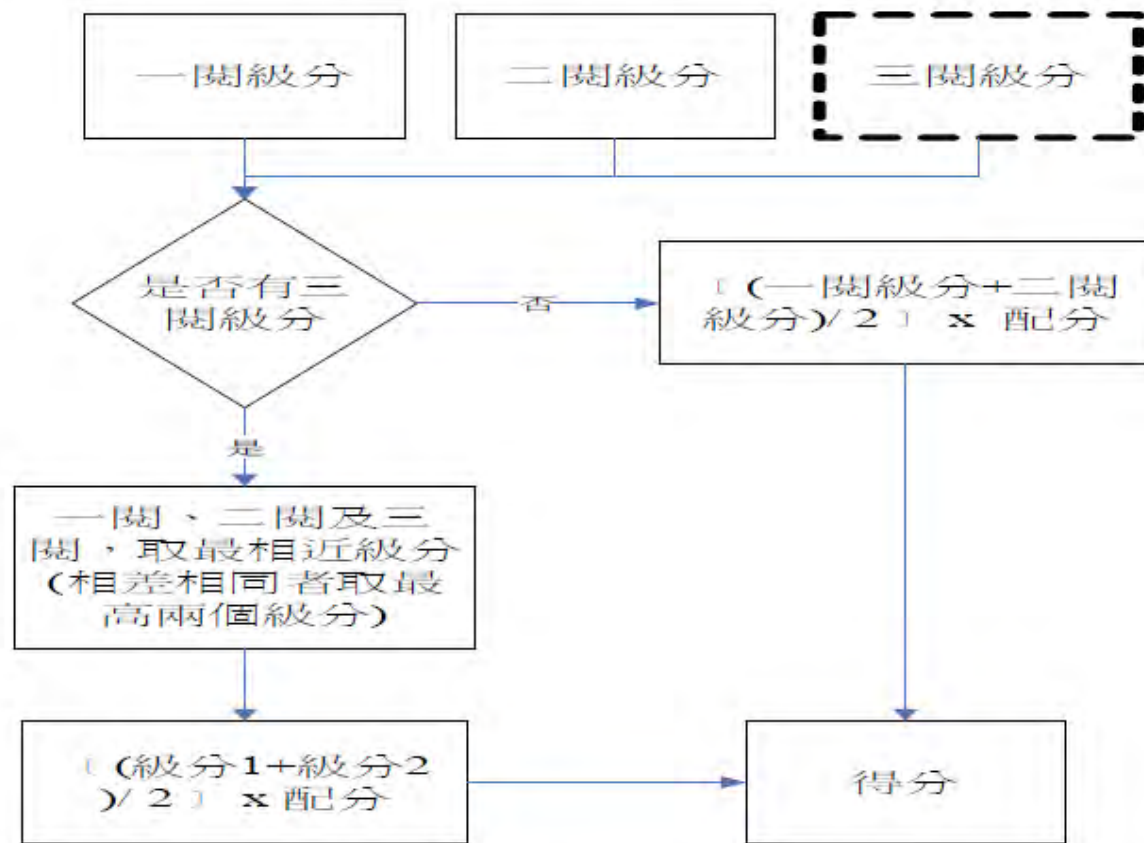 一閱級分
二閱級分
三閱級分
是否有三
閱級分
否
〔(一閱級分+二閱
級分)/2〕 x 配分
是
一閱、二閱及三
閱，取最相近級分
(相差相同者取最
高兩個級分)
〔(級分1+級分2
)/2〕 x 配分
得分